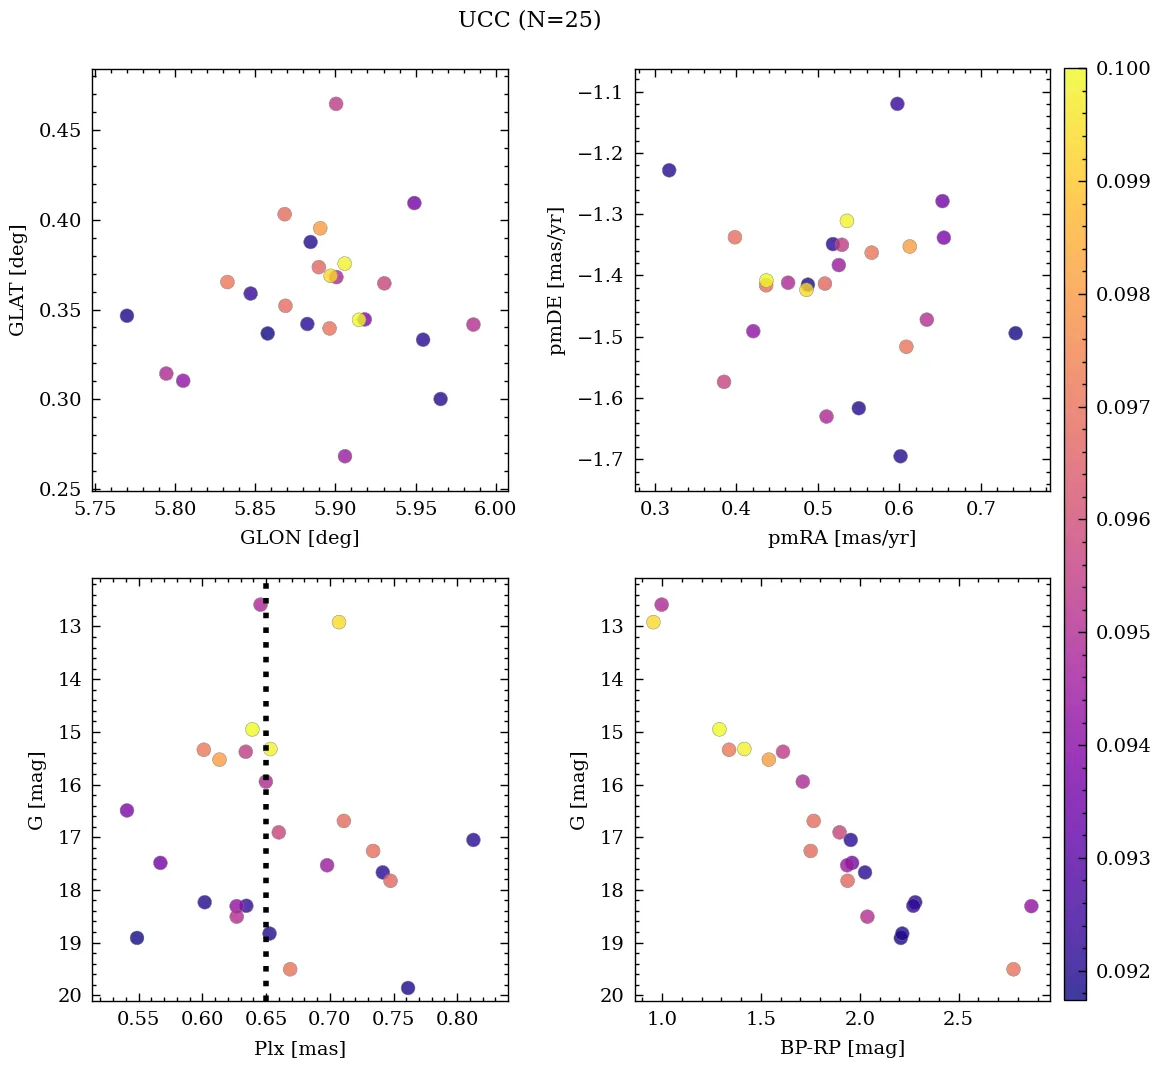 UCC (N=25)
0.45
0.40
0.35
0.30
0.25
GLAT [deg]
5.75 5.80 5.85 5.90 5.95 6.00
GLON [deg]
−1.1
−1.2
−1.3
−1.4
−1.5
−1.6
−1.7
pmDE [mas/yr]
0.3 0.4 0.5 0.6 0.7
pmRA [mas/yr]
13
14
15
16
17
18
19
20
G [mag]
0.55 0.60 0.65 0.70 0.75 0.80
Plx [mas]
13
14
15
16
17
18
19
20
G [mag]
1.0 1.5 2.0 2.5
BP-RP [mag]
0.100
0.099
0.098
0.097
0.096
0.095
0.094
0.093
0.092